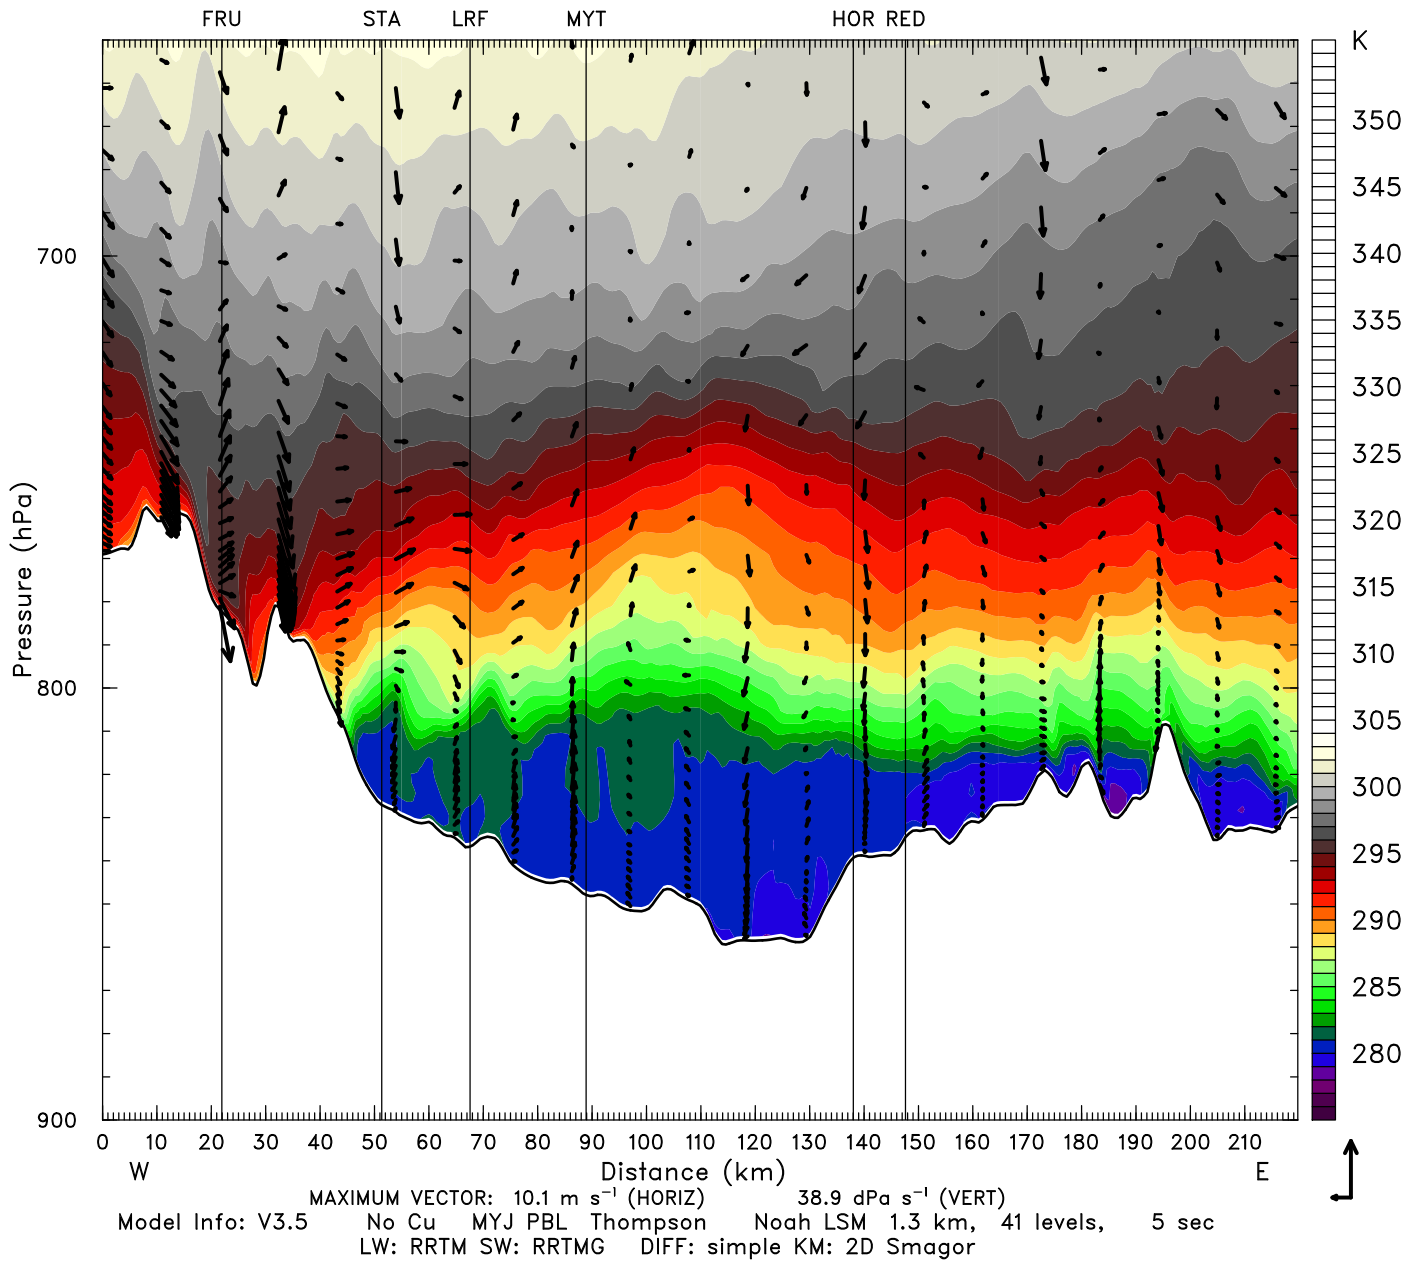 FRU STA LRF MYT HOR RED
K
350
345
700 340
335
330
325
320
315
310
800
305
300
295
290
285
280
Pressure (hPa)
900
0 10 20 30 40 50 60 70 80 90 100 110 120 130 140 150 160 170 180 190 200 210
W Distance (km) E
MAXIMUM VECTOR: 10.1 m s⁻¹ (HORIZ) 38.9 dPa s⁻¹ (VERT)
Model Info: V3.5 No Cu MYJ PBL Thompson Noah LSM 1.3 km, 41 levels, 5 sec
LW: RRTM SW: RRTMG DIFF: simple KM: 2D Smagor